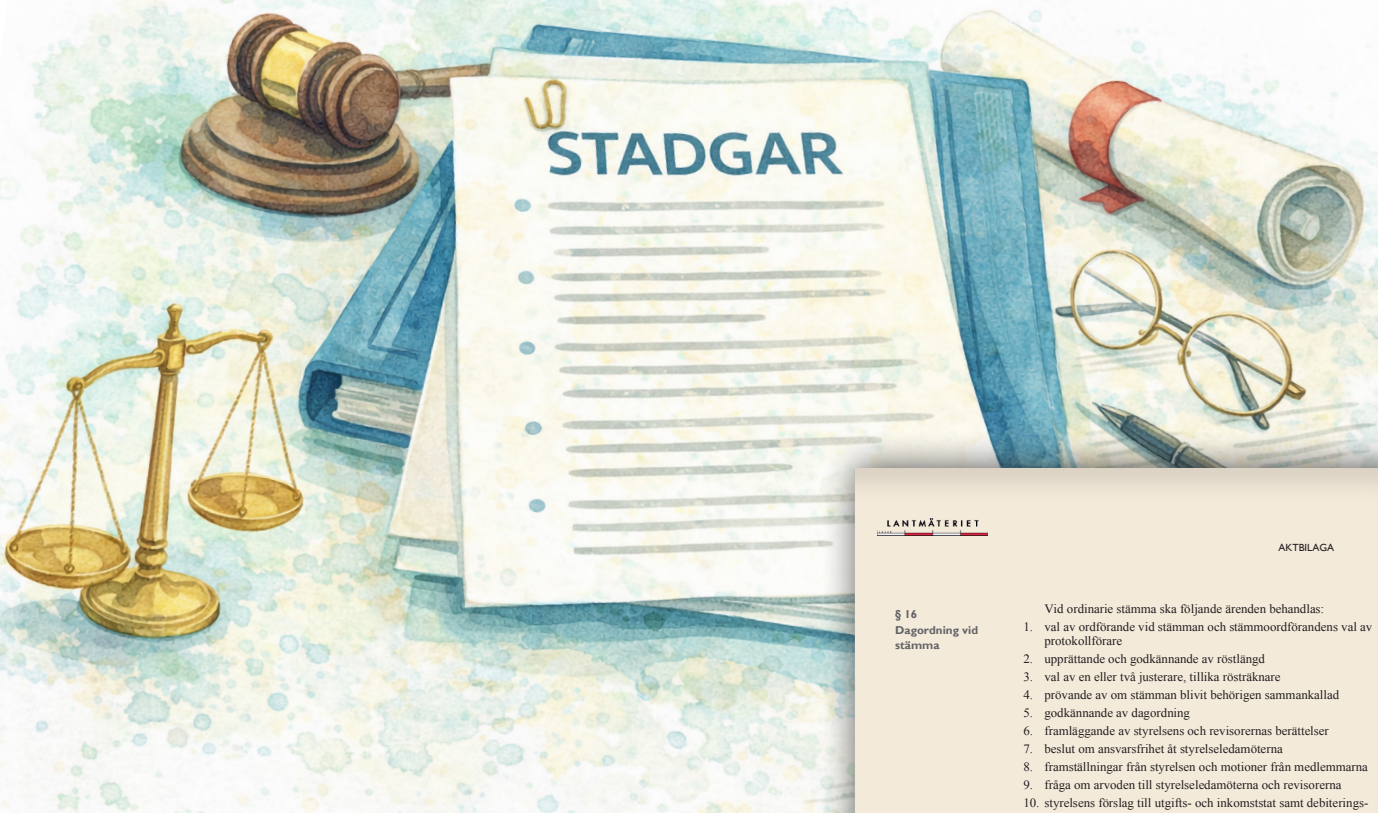 STADGAR
LANTMÄTERIET
AKTBILAGA
§ 16
Dagordning vid
stämma
Vid ordinarie stämma ska följande ärenden behandlas:
1. val av ordförande vid stämman och stämmoordförandens val av
protokollförare
2. upprättande och godkännande av röstlängd
3. val av en eller två justerare, tillika rösträknare
4. prövande av om stämman blivit behörigen sammankallad
5. godkännande av dagordning
6. framläggande av styrelsens och revisorernas berättelser
7. beslut om ansvarsfrihet åt styrelseledamöterna
8. framställningar från styrelsen och motioner från medlemmarna
9. fråga om arvoden till styrelseledamöterna och revisorerna
10. styrelsens förslag till utgifts- och inkomststat samt debiterings-